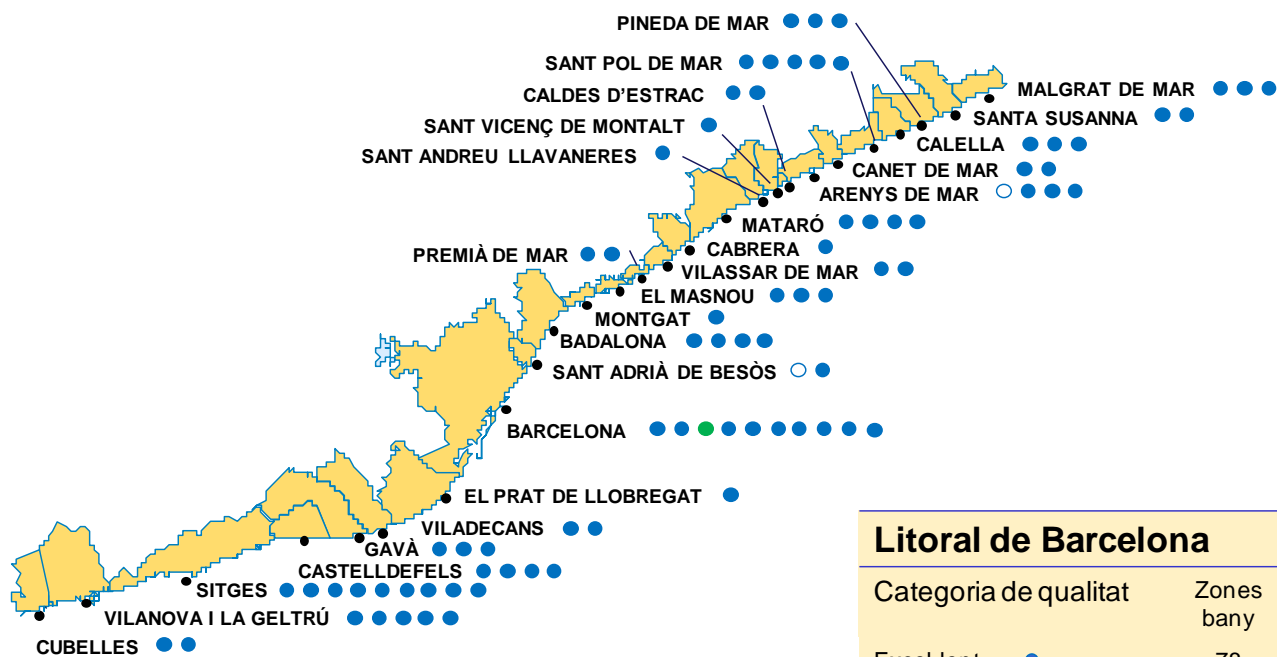 PINEDA DE MAR
SANT POL DE MAR
CALDES D'ESTRAC
MALGRAT DE MAR
SANTA SUSANNA
SANT VICENÇ DE MONTALT
CALELLA
SANT ANDREU LLAVANERES
CANET DE MAR
ARENYS DE MAR
MATARÓ
CABRERA
PREMIÀ DE MAR
VILASSAR DE MAR
EL MASNOU
MONTGAT
BADALONA
SANT ADRIÀ DE BESÒS
BARCELONA
EL PRAT DE LLOBREGAT
VILADECANS
GAVÀ
CASTELLDEFELS
SITGES
VILANOVA I LA GELTRÚ
CUBELLES
Litoral de Barcelona
Categoria de qualitat Zones
bany